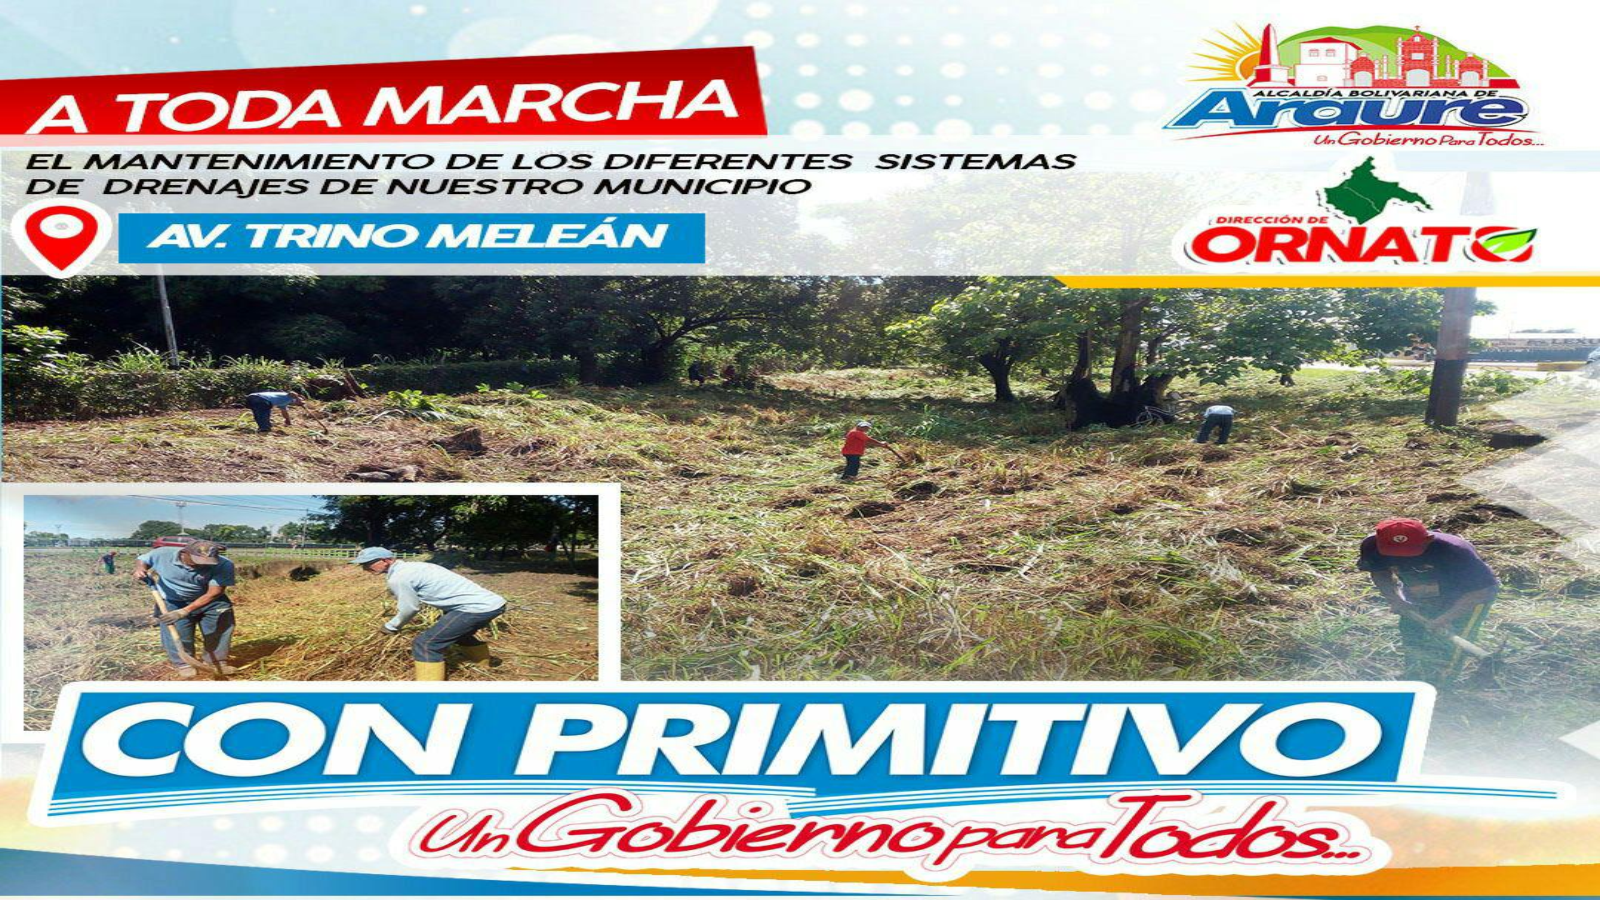 A TODA MARCHA
EL MANTENIMIENTO DE LOS DIFERENTES SISTEMAS
DE DRENAJES DE NUESTRO MUNICIPIO
AV. TRINO MELEÁN
ALCALDÍA BOLIVARIANA DE
Araure
Un Gobierno Para Todos...
DIRECCIÓN DE
ORNATO
CON PRIMITIVO
Un Gobierno para Todos...